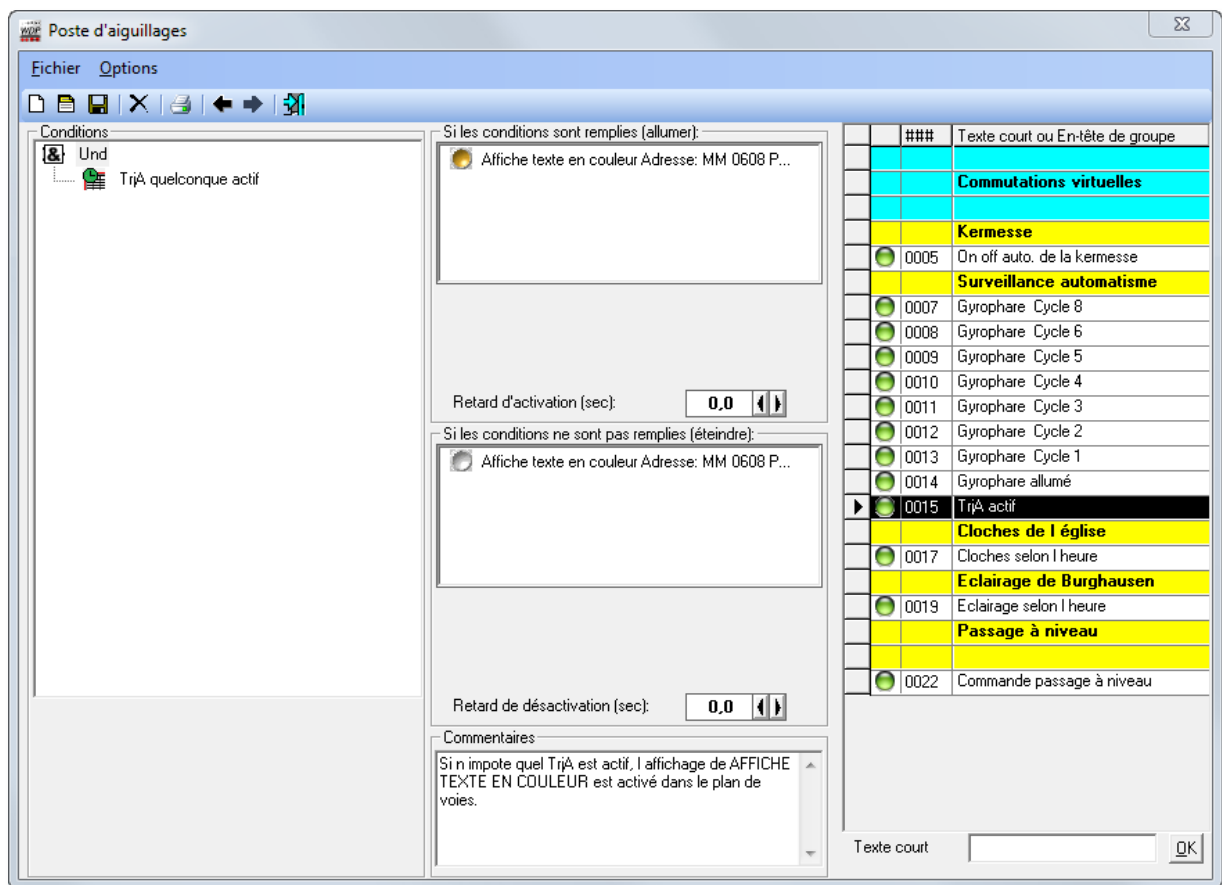 WDP Poste d'aiguillages
Fichier Options
Conditions
Und
TrjA quelconque actif
Si les conditions sont remplies (allumer):
Affiche texte en couleur Adresse: MM 0608 P...
Retard d'activation (sec): 0,0
Si les conditions ne sont pas remplies (éteindre):
Affiche texte en couleur Adresse: MM 0608 P...
Retard de désactivation (sec): 0,0
Commentaires
Si n impote quel TrjA est actif, l affichage de AFFICHE
TEXTE EN COULEUR est activé dans le plan de
voies.
### Texte court ou En-tête de groupe
Commutations virtuelles
Kermesse
0005 On off auto. de la kermesse
Surveillance automatisme
0007 Gyrophare Cycle 8
0008 Gyrophare Cycle 6
0009 Gyrophare Cycle 5
0010 Gyrophare Cycle 4
0011 Gyrophare Cycle 3
0012 Gyrophare Cycle 2
0013 Gyrophare Cycle 1
0014 Gyrophare allumé
0015 TrjA actif
Cloches de l église
0017 Cloches selon l heure
Eclairage de Burghausen
0019 Eclairage selon l heure
Passage à niveau
0022 Commande passage à niveau
Texte court OK